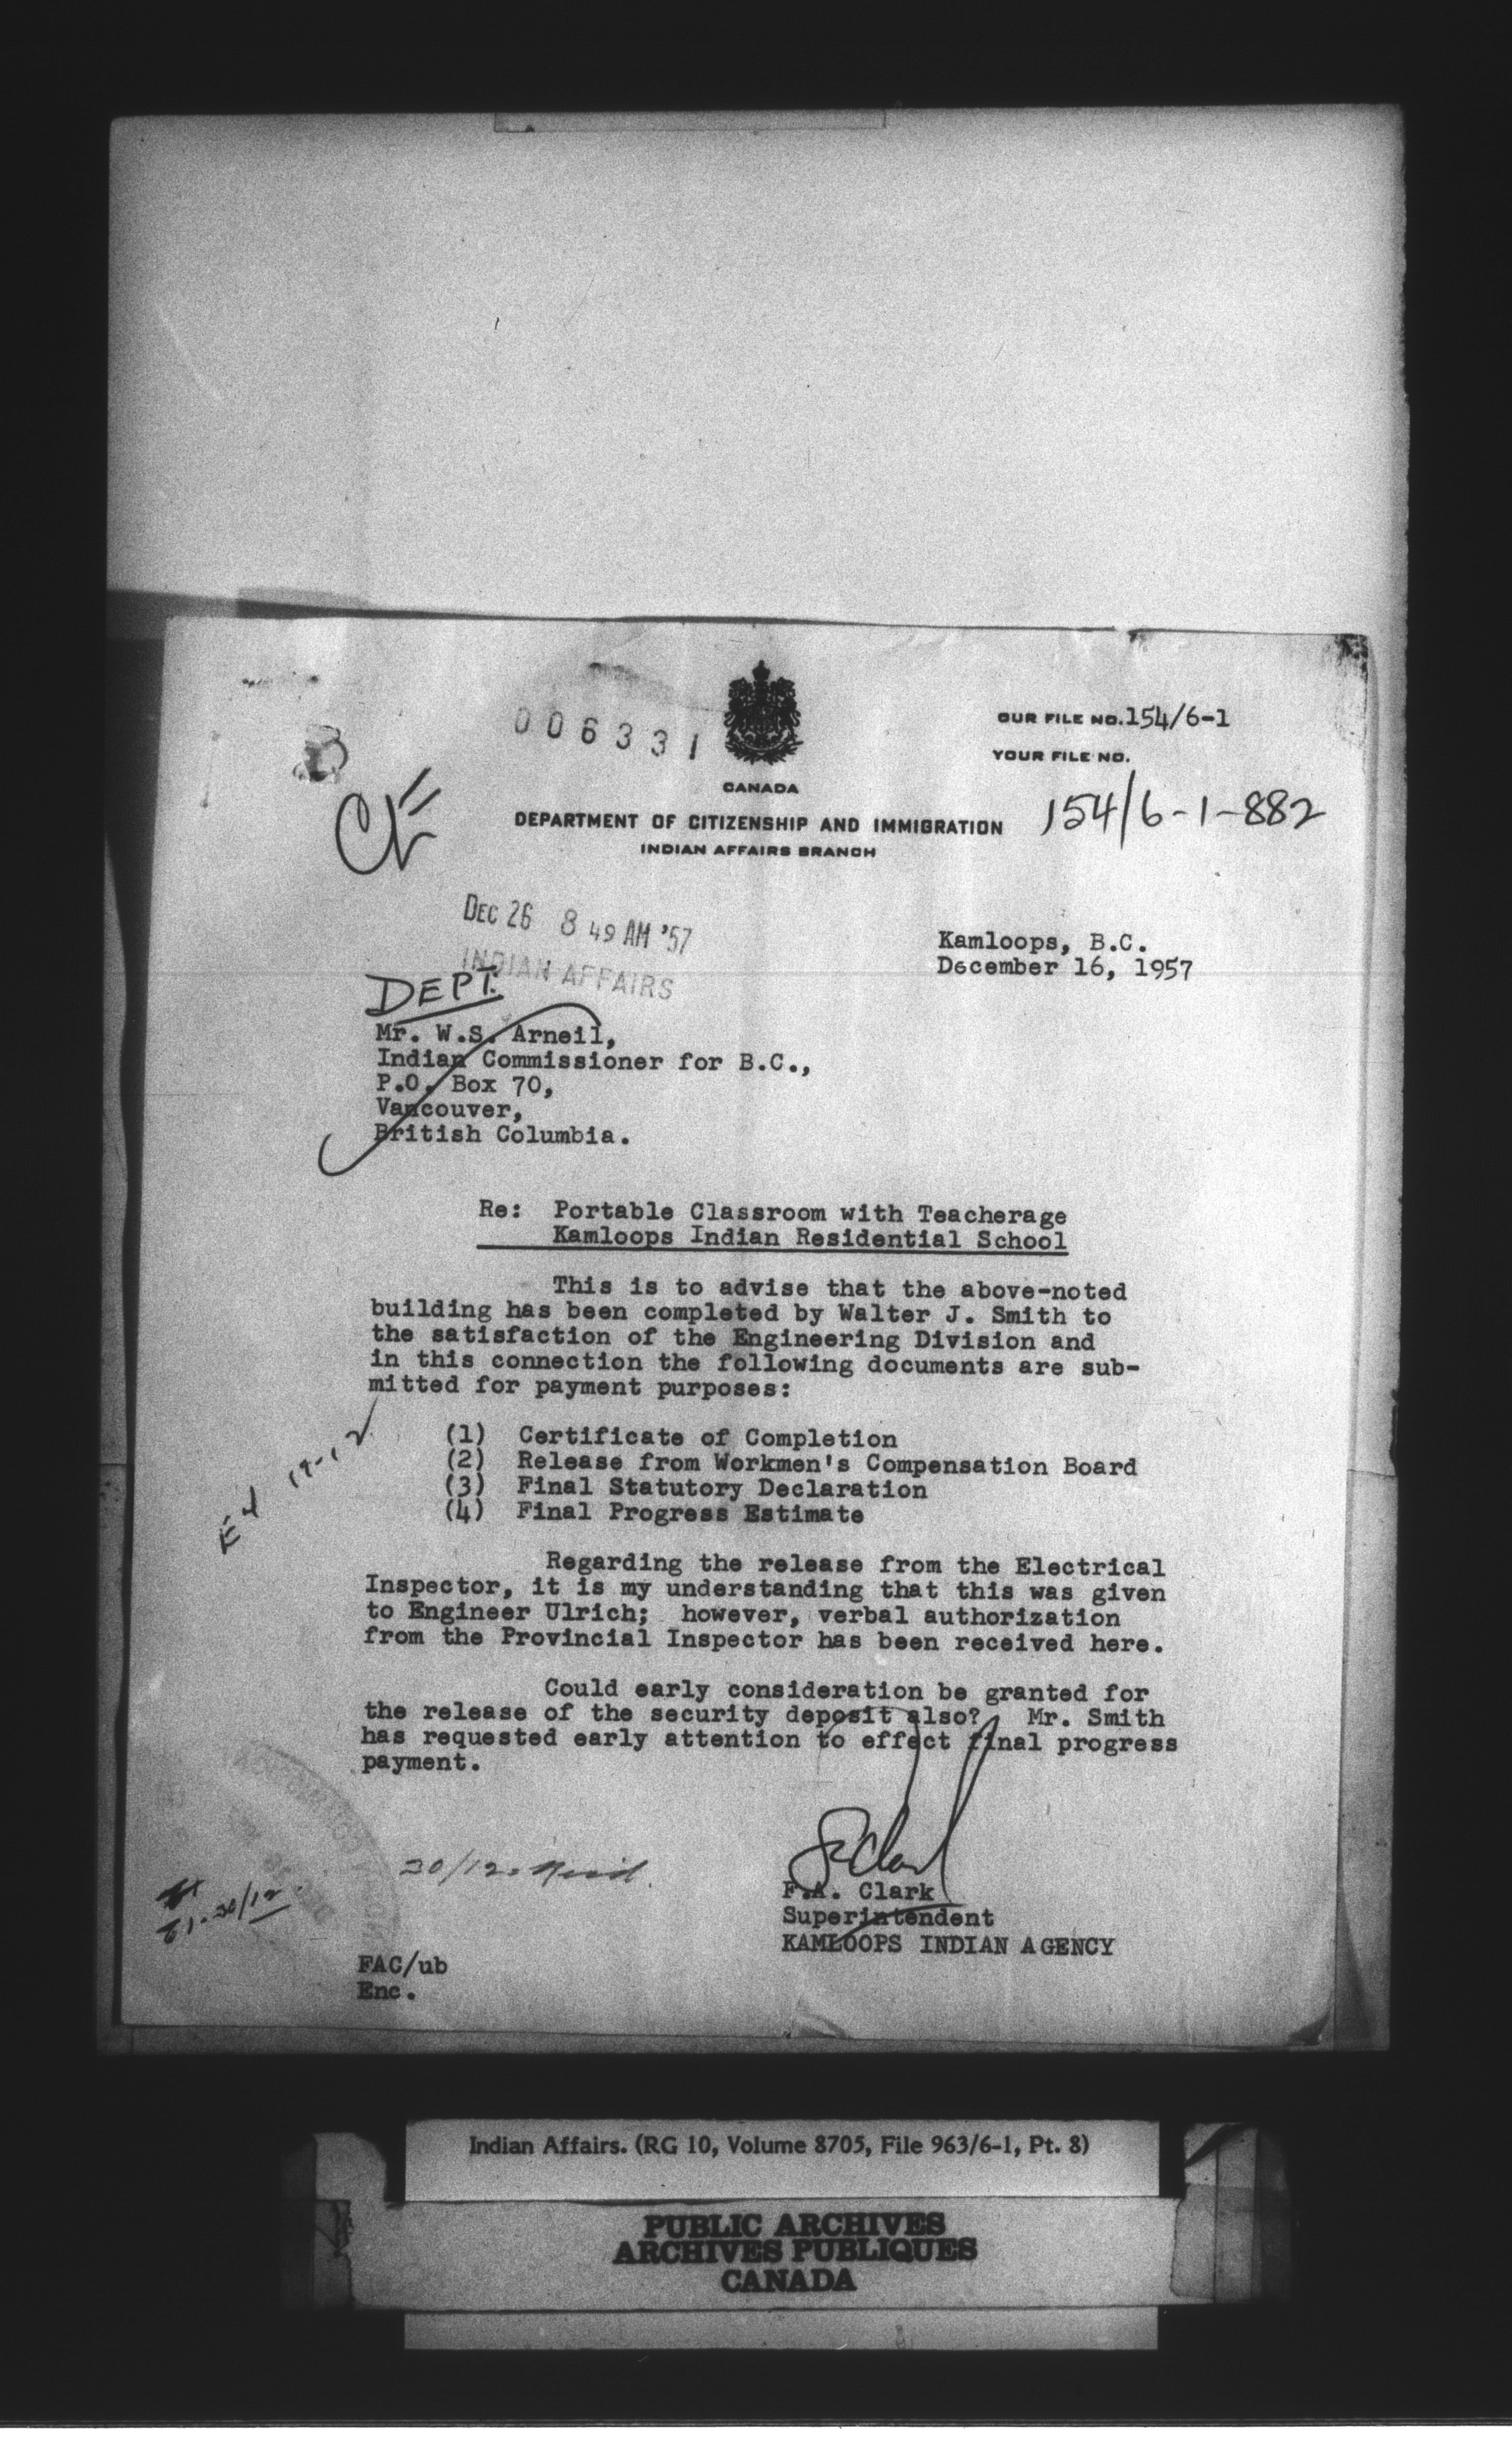 006331
OUR FILE NO. 154/6-1
YOUR FILE NO.
CANADA
DEPARTMENT OF CITIZENSHIP AND IMMIGRATION
INDIAN AFFAIRS BRANCH
154/6-1-882
DEC 26 8 49 AM '57
INDIAN AFFAIRS
Kamloops, B.C.
December 16, 1957
DEPT.
Mr. W.S. Arneil,
Indian Commissioner for B.C.,
P.O. Box 70,
Vancouver,
British Columbia.
Re: Portable Classroom with Teacherage
Kamloops Indian Residential School
This is to advise that the above-noted
building has been completed by Walter J. Smith to
the satisfaction of the Engineering Division and
in this connection the following documents are sub-
mitted for payment purposes:
(1) Certificate of Completion
(2) Release from Workmen's Compensation Board
(3) Final Statutory Declaration
(4) Final Progress Estimate
Regarding the release from the Electrical
Inspector, it is my understanding that this was given
to Engineer Ulrich; however, verbal authorization
from the Provincial Inspector has been received here.
Could early consideration be granted for
the release of the security deposit also? Mr. Smith
has requested early attention to effect final progress
payment.
20/12
F.A. Clark
Superintendent
KAMLOOPS INDIAN AGENCY
FAC/ub
Enc.
Indian Affairs. (RG 10, Volume 8705, File 963/6-1, Pt. 8)
PUBLIC ARCHIVES
ARCHIVES PUBLIQUES
CANADA